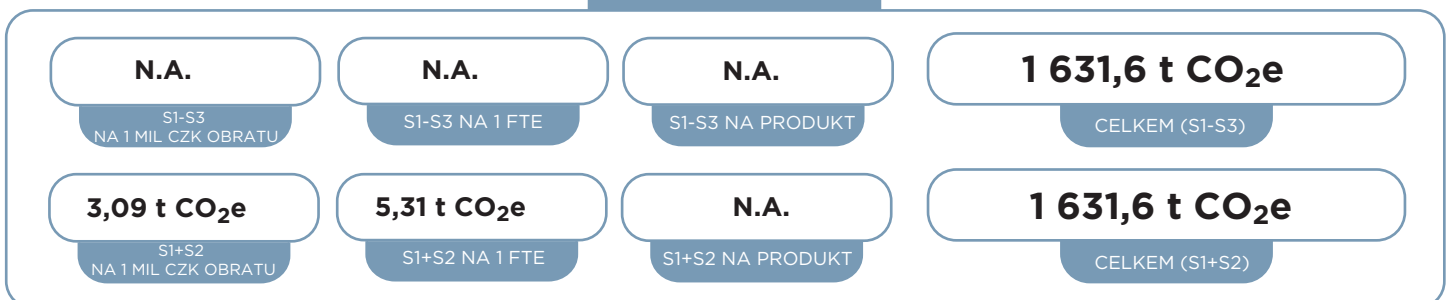 N.A.
S1-S3
NA 1 MIL CZK OBRATU
N.A.
S1-S3 NA 1 FTE
N.A.
S1-S3 NA PRODUKT
1 631,6 t CO₂e
CELKEM (S1-S3)
3,09 t CO₂e
S1+S2
NA 1 MIL CZK OBRATU
5,31 t CO₂e
S1+S2 NA 1 FTE
N.A.
S1+S2 NA PRODUKT
1 631,6 t CO₂e
CELKEM (S1+S2)